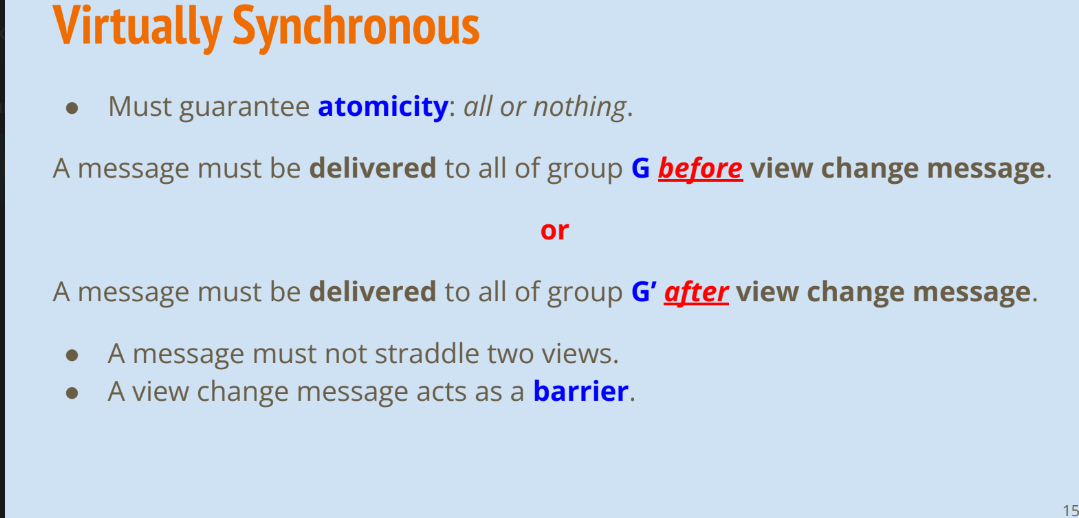 Virtually Synchronous
● Must guarantee atomicity: all or nothing.
A message must be delivered to all of group G before view change message.
or
A message must be delivered to all of group G’ after view change message.
● A message must not straddle two views.
● A view change message acts as a barrier.
15